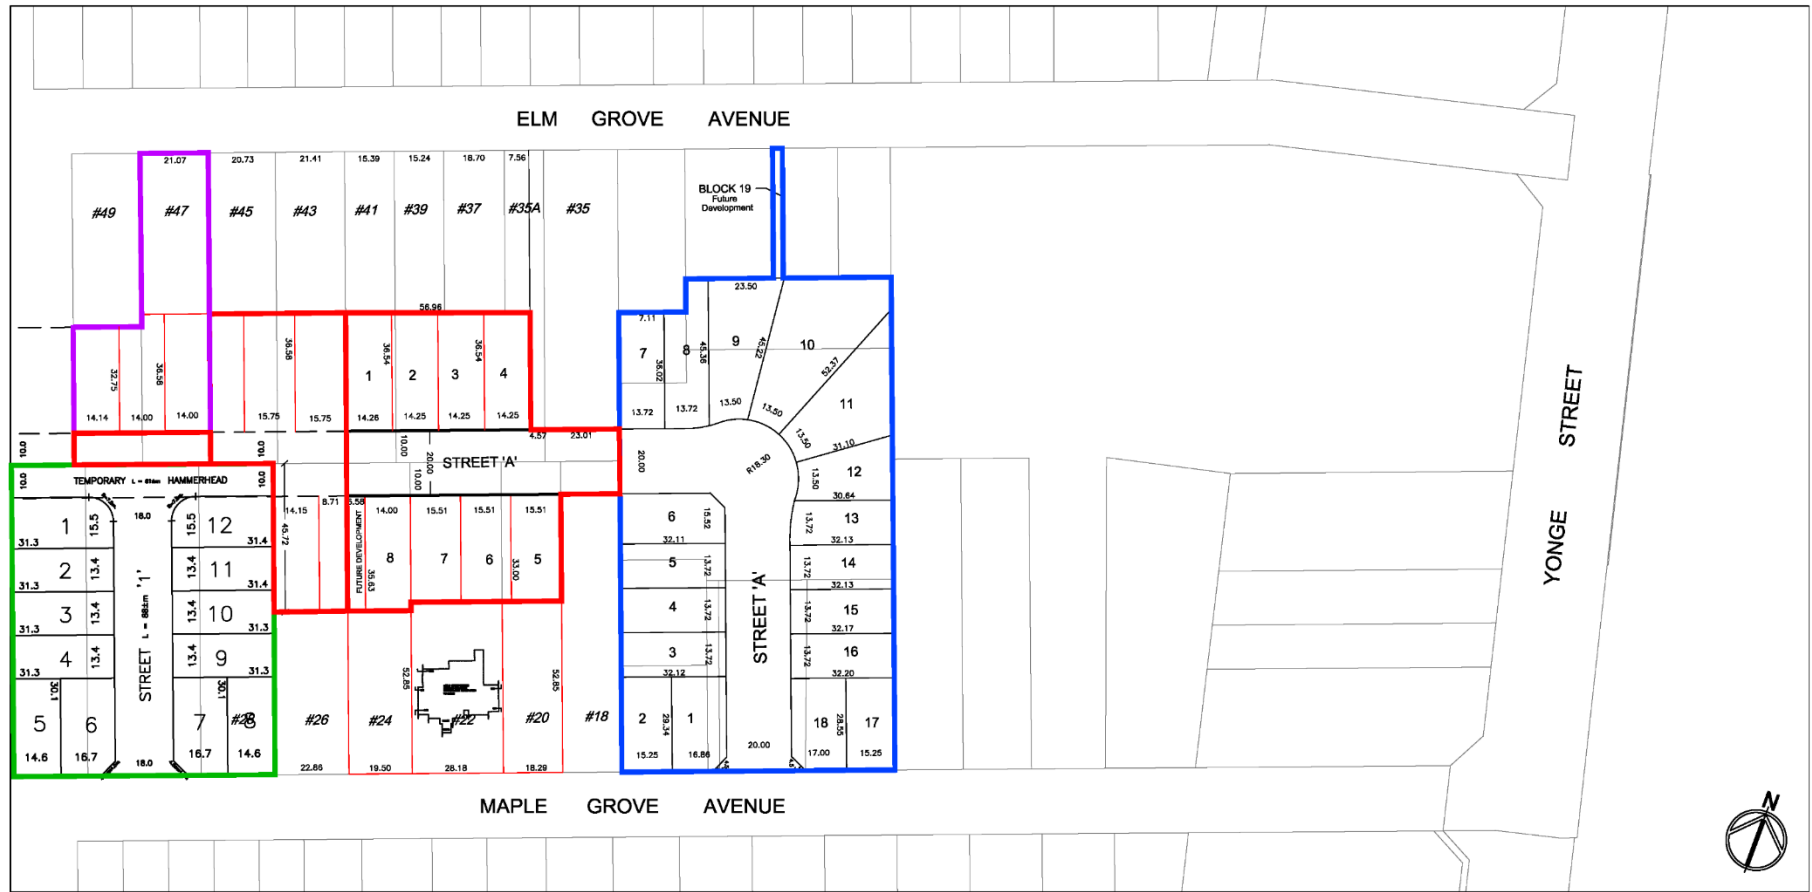 ELM GROVE AVENUE
21.07 20.73 21.41 15.39 15.24 18.70 7.56
BLOCK 19
Future
Development
#49 #47 #45 #43 #41 #39 #37 #35A #35
23.50
56.96
7.11
9 10
7 8
36.02 45.36 45.22 52.37
32.75 36.58 36.58 36.54 36.54
1 2 3 4
11
14.14 14.00 14.00 15.75 15.75 14.26 14.25 14.25 14.25
13.72 13.72 13.50 13.50 13.50
4.57 23.01
10.0 10.0 10.00 20.00 20.00
STREET 'A'
31.10
R18.30
12
13.50
30.64
10.0 10.0 10.00
TEMPORARY HAMMERHEAD
14.15 8.71 14.00 15.51 15.51 15.51
18.0
1 15.5 15.5 12
31.3 31.4
45.72
FUTURE DEVELOPMENT
8 7 6 5
35.63 33.00
6 15.52 13.72 13
32.11 32.13
2 13.4 13.4 11
31.3 31.4
5 13.72 13.72 14
32.13
3 13.4 13.4 10
31.3 31.3
4 13.72 13.72 15
32.17
4 13.4 13.4 9
31.3 31.3
3 13.72 13.72 16
32.12 32.20
STREET '1'
STREET 'A'
30.1 30.1
52.85 52.85
5 6 7 8
#26 #24 #22 #20 #18
2 29.34 1 18 28.55 17
14.6 16.7 18.0 16.7 14.6
15.25 16.86 20.00 17.00 15.25
22.86 19.50 28.18 18.29
MAPLE GROVE AVENUE
YONGE STREET
N